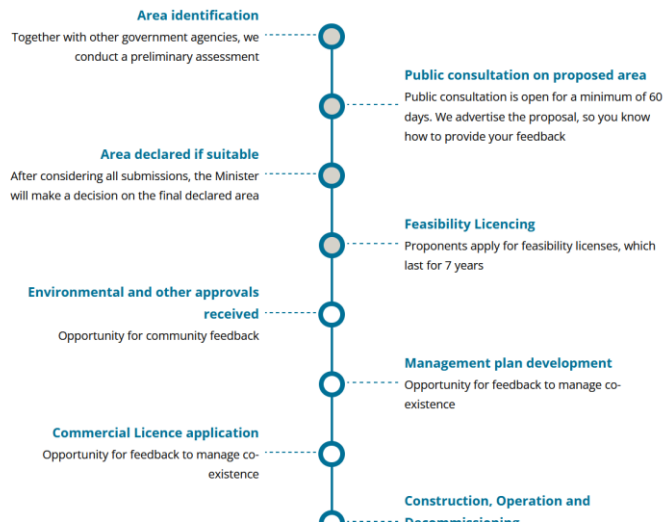 Area identification
Together with other government agencies, we
conduct a preliminary assessment
Public consultation on proposed area
Public consultation is open for a minimum of 60
days. We advertise the proposal, so you know
how to provide your feedback
Area declared if suitable
After considering all submissions, the Minister
will make a decision on the final declared area
Feasibility Licencing
Proponents apply for feasibility licenses, which
last for 7 years
Environmental and other approvals
received
Opportunity for community feedback
Management plan development
Opportunity for feedback to manage co-
existence
Commercial Licence application
Opportunity for feedback to manage co-
existence
Construction, Operation and
Decommissioning